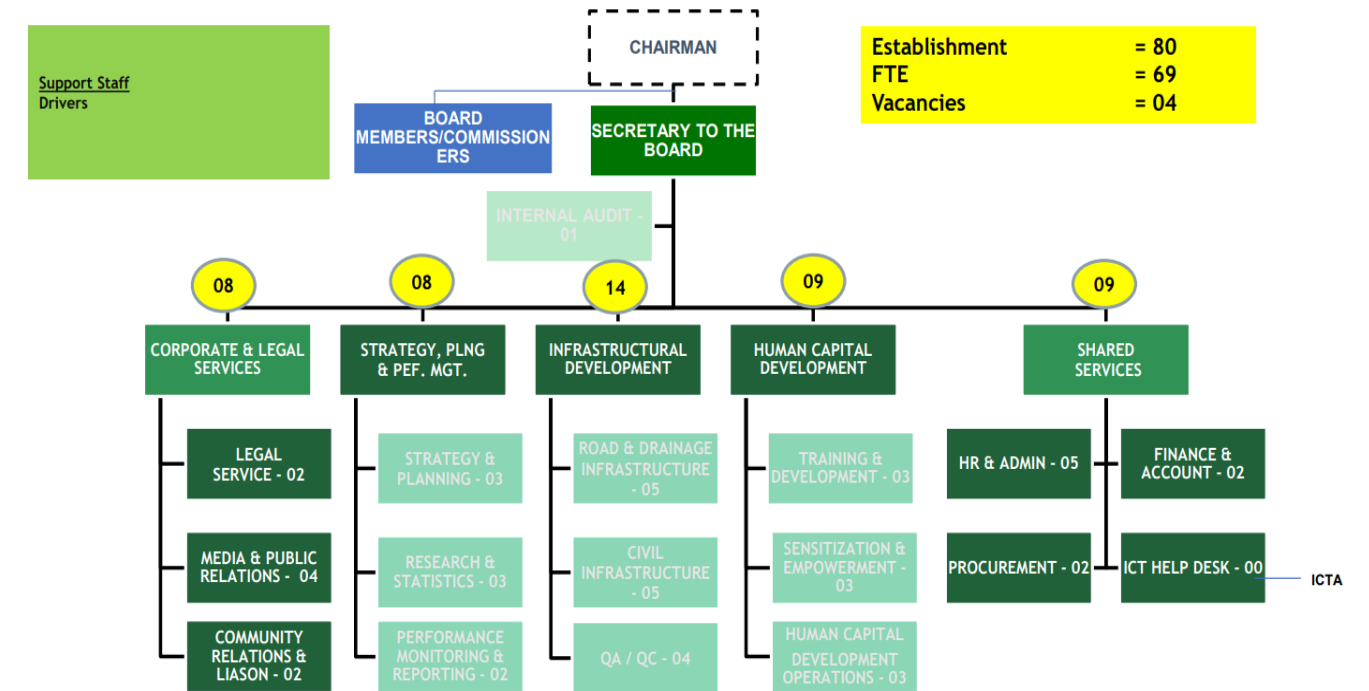 Support Staff
Drivers
CHAIRMAN
Establishment = 80
FTE = 69
Vacancies = 04
BOARD
MEMBERS/COMMISSION
ERS
SECRETARY TO THE
BOARD
INTERNAL AUDIT -
01
08
08
14
09
09
CORPORATE & LEGAL
SERVICES
STRATEGY, PLNG
& PEF. MGT.
INFRASTRUCTURAL
DEVELOPMENT
HUMAN CAPITAL
DEVELOPMENT
SHARED
SERVICES
LEGAL
SERVICE - 02
STRATEGY &
PLANNING - 03
ROAD & DRAINAGE
INFRASTRUCTURE
- 05
TRAINING &
DEVELOPMENT - 03
HR & ADMIN - 05
FINANCE &
ACCOUNT - 02
MEDIA & PUBLIC
RELATIONS - 04
RESEARCH &
STATISTICS - 03
CIVIL
INFRASTRUCTURE
- 05
SENSITIZATION &
EMPOWERMENT -
03
PROCUREMENT - 02
ICT HELP DESK - 00
ICTA
COMMUNITY
RELATIONS &
LIASON - 02
PERFORMANCE
MONITORING &
REPORTING - 02
QA / QC - 04
HUMAN CAPITAL
DEVELOPMENT
OPERATIONS - 03